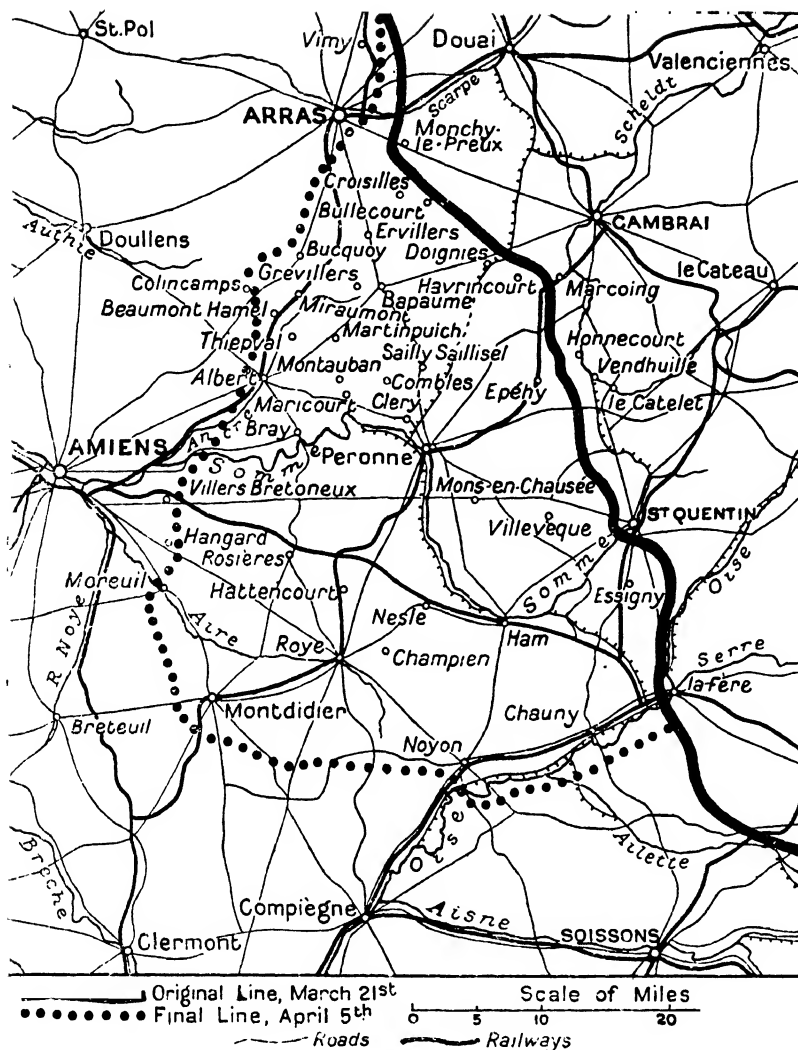 St.Pol
Vimy
Douai
Valenciennes
Scarpe
Scheldt
ARRAS
Monchy-
le-Preux
Croisilles
Bullecourt
CAMBRAI
Authie
Doullens
Ervillers
Bucquoy
Doignies
Grevillers
le Cateau
Colincamps
Havrincourt
Marcoing
Beaumont Hamel
Miraumont
Bapaume
Martinpuich
Honnecourt
Thiepval
Sailly Saillisel
Vendhuille
Montauban
Albert
Combles
Epéhy
le Catelet
Maricourt
Clery
Ancre
Bray
AMIENS
Somme
Peronne
Villers Bretoneux
Mons-en-Chausée
Villevêque
ST QUENTIN
Hangard
Rosières
Somme
Oise
Moreuil
Hattencourt
Essigny
R Noye
Aire
Nesle
Ham
Roye
Champien
Serre
la Fère
Montdidier
Breteuil
Chauny
Noyon
Oise
Ailette
Brêche
Compiègne
Aisne
Clermont
SOISSONS
Original Line, March 21st
Scale of Miles
Final Line, April 5th
0 5 10 20
Roads Railways